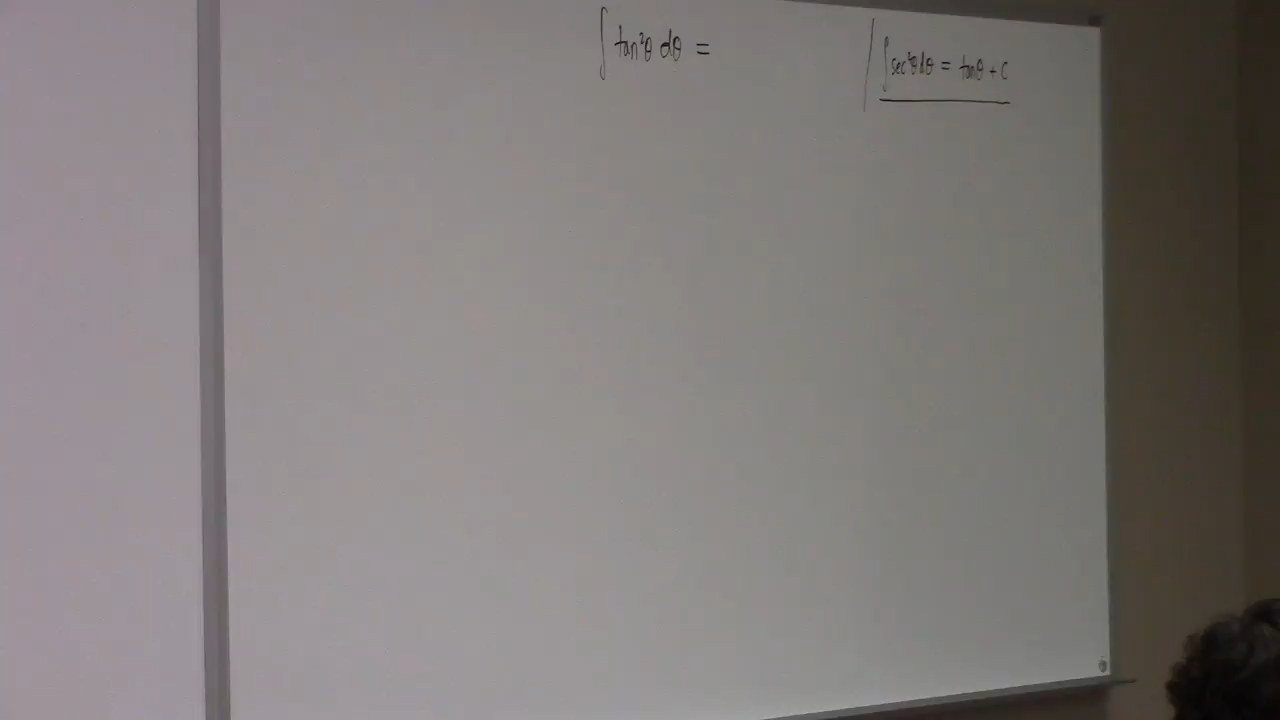 ∫ tan²θ dθ =
∫ sec²θ dθ = tanθ + C